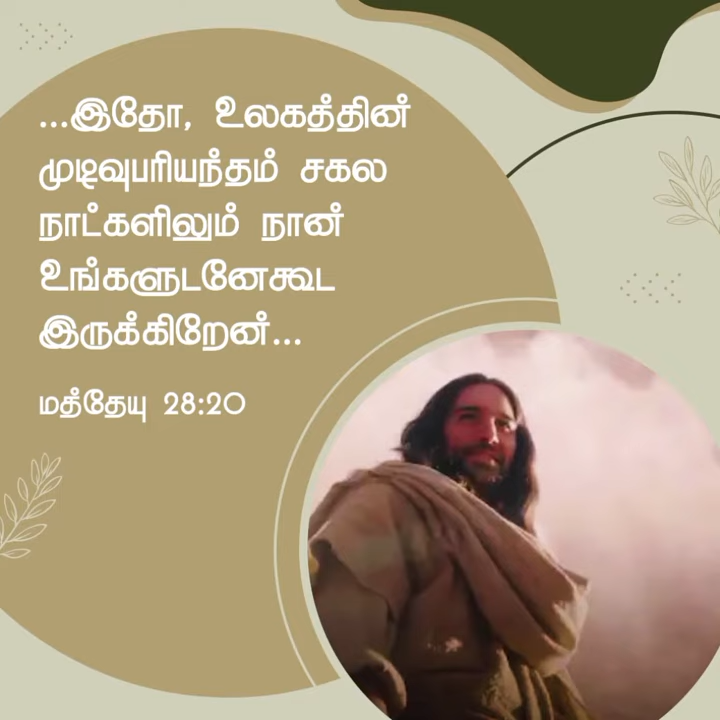 ...இதோ, உலகத்தின்
முடிவுபரியந்தம் சகல
நாட்களிலும் நான்
உங்களுடனேகூட
இருக்கிறேன்...
மத்தேயு 28:20